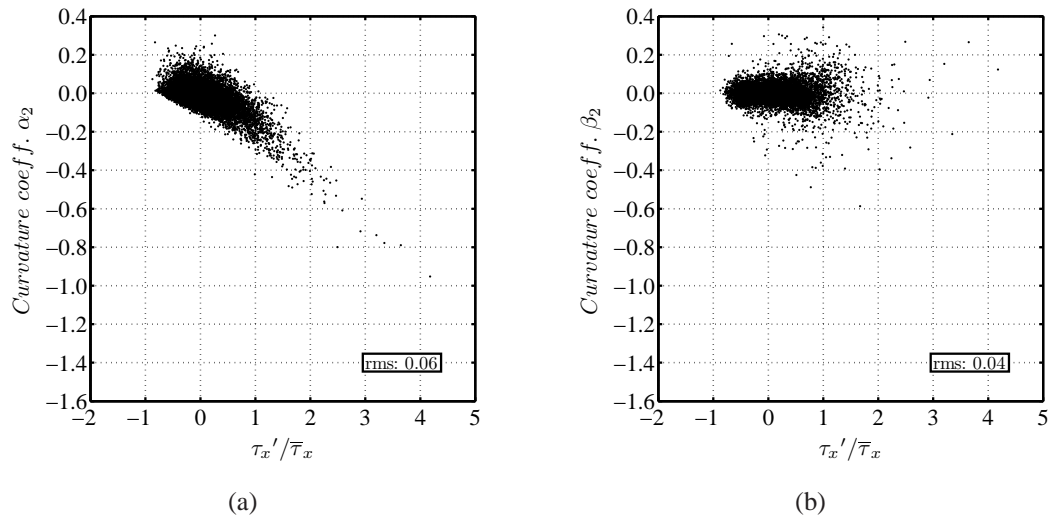 0.4
0.2
0.0
−0.2
−0.4
−0.6
−0.8
−1.0
−1.2
−1.4
−1.6
Curvature coeff. α₂
−2 −1 0 1 2 3 4 5
τₓ′/τ̅ₓ
rms: 0.06
(a)
0.4
0.2
0.0
−0.2
−0.4
−0.6
−0.8
−1.0
−1.2
−1.4
−1.6
Curvature coeff. β₂
−2 −1 0 1 2 3 4 5
τₓ′/τ̅ₓ
rms: 0.04
(b)